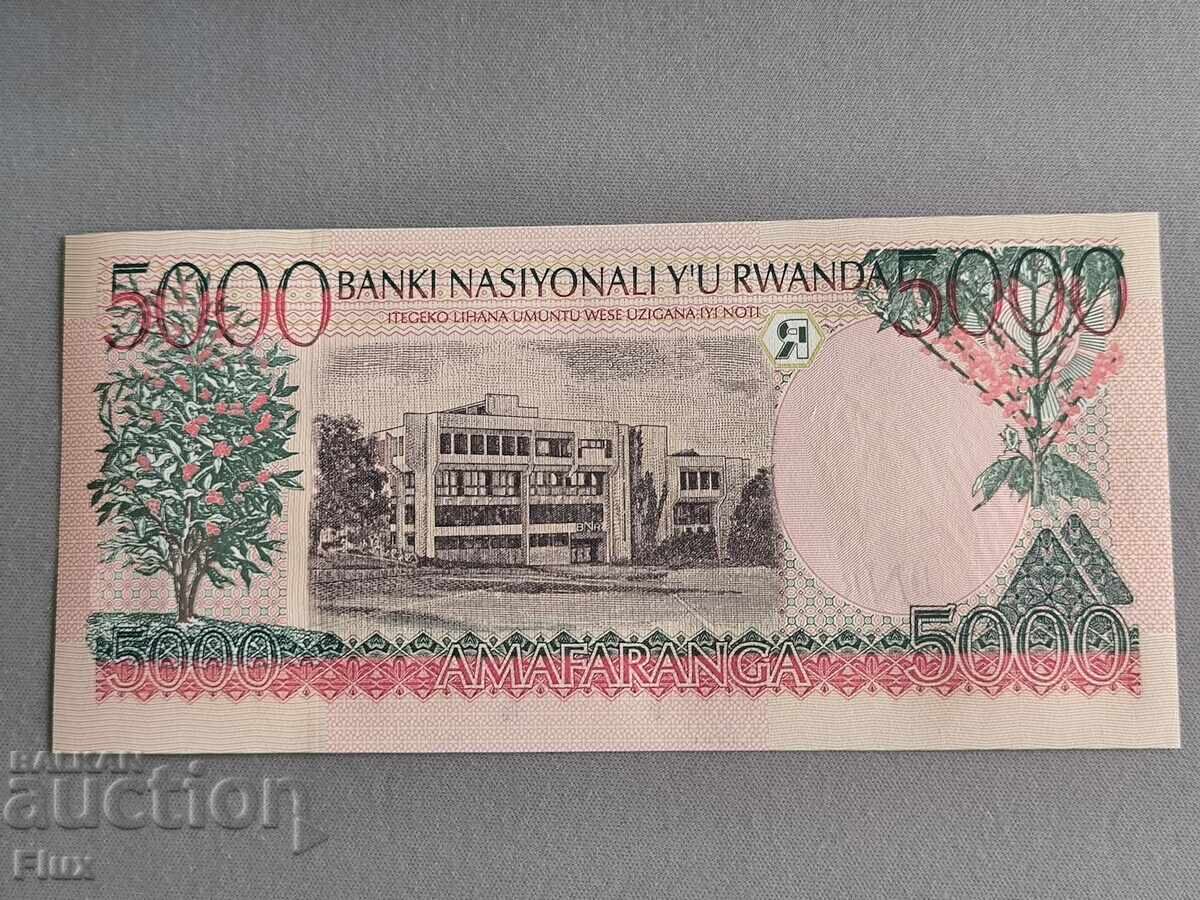 5000 BANKI NASIYONALI Y'U RWANDA 5000
ITEGEKO LIHANA UMUNTU WESE UZIGANA IYI NOTI
R
BNR
5000 AMAFARANGA 5000
BALKAN
auction
Flux